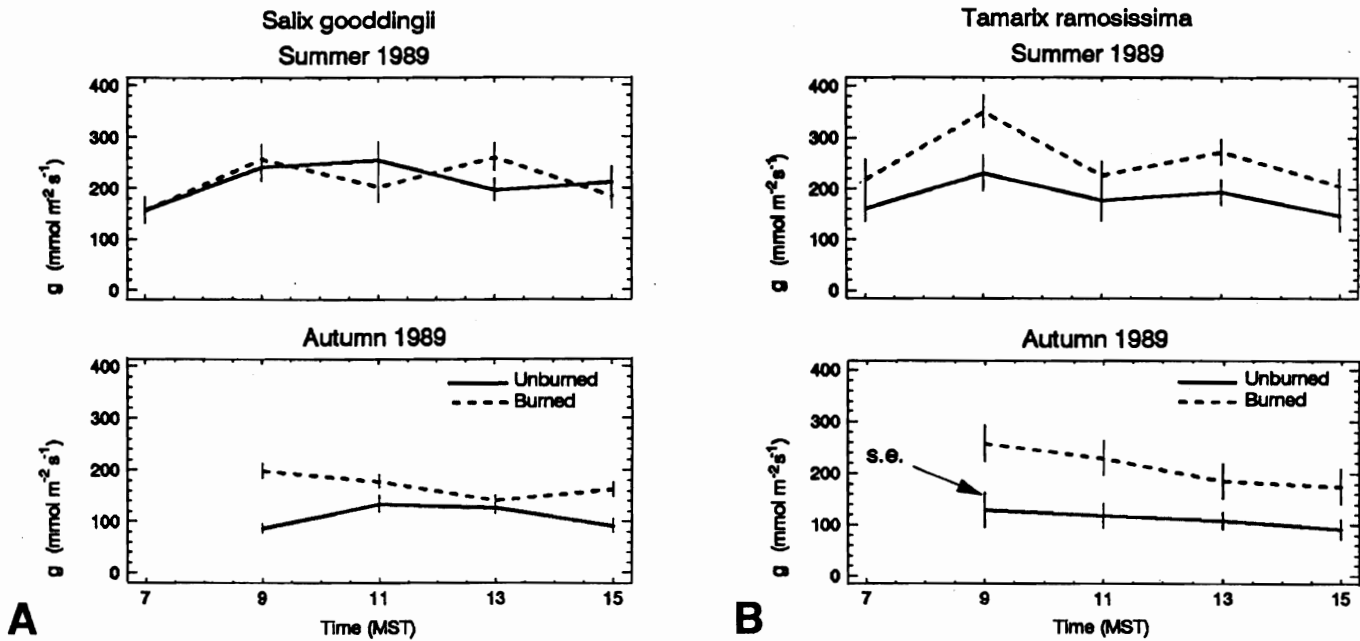 Salix gooddingii
Summer 1989
400
300
200
100
0
g (mmol m-2 s-1)
Autumn 1989
Unburned
Burned
400
300
200
100
0
g (mmol m-2 s-1)
7 9 11 13 15
Time (MST)
A
Tamarix ramosissima
Summer 1989
400
300
200
100
0
g (mmol m-2s-1)
Autumn 1989
Unburned
Burned
s.e.
400
300
200
100
0
g (mmol m-2s-1)
7 9 11 13 15
Time (MST)
B